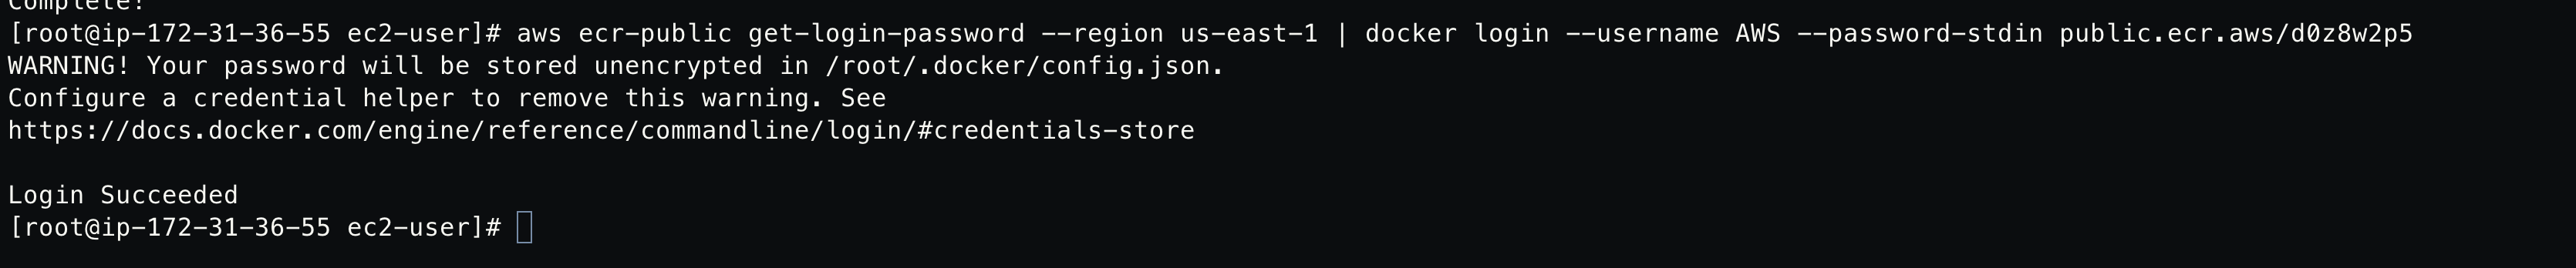 Complete!
[root@ip-172-31-36-55 ec2-user]# aws ecr-public get-login-password --region us-east-1 | docker login --username AWS --password-stdin public.ecr.aws/d0z8w2p5
WARNING! Your password will be stored unencrypted in /root/.docker/config.json.
Configure a credential helper to remove this warning. See
https://docs.docker.com/engine/reference/commandline/login/#credentials-store

Login Succeeded
[root@ip-172-31-36-55 ec2-user]#